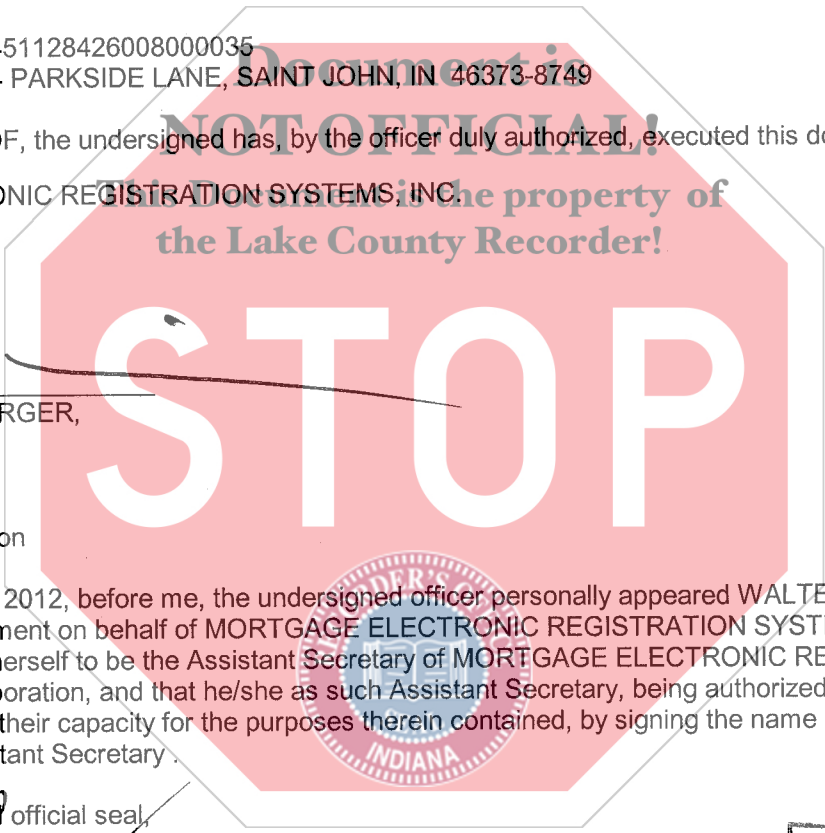 51128426008000035
PARKSIDE LANE, SAINT JOHN, IN 46373-8749
Document is
NOT OFFICIAL!
F, the undersigned has, by the officer duly authorized, executed this do
ONIC REGISTRATION SYSTEMS, INC.
This Document is the property of
the Lake County Recorder!
STOP
RGER,
on
2012, before me, the undersigned officer personally appeared WALTE
ment on behalf of MORTGAGE ELECTRONIC REGISTRATION SYST
erself to be the Assistant Secretary of MORTGAGE ELECTRONIC RE
oration, and that he/she as such Assistant Secretary, being authorized
their capacity for the purposes therein contained, by signing the name
tant Secretary .
INDIANA
official seal,